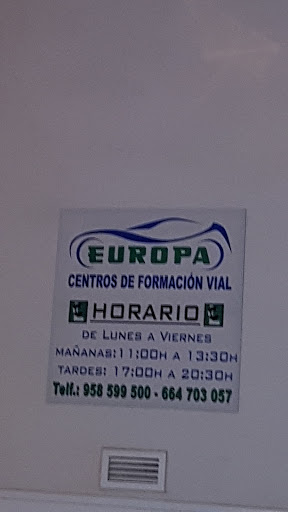 EUROPA
CENTROS DE FORMACIÓN VIAL
HORARIO
DE LUNES A VIERNES
MAÑANAS:11:00H A 13:30H
TARDES: 17:00H A 20:30H
Telf.: 958 599 500 - 664 703 057